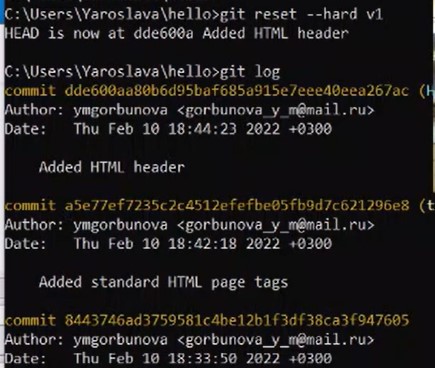 C:\Users\Yaroslava\hello>git reset --hard v1
HEAD is now at dde600a Added HTML header
C:\Users\Yaroslava\hello>git log
commit dde600aa80b6d95baf685a915e7eee40eea267ac (H
Author: ymgorbunova <gorbunova_y_m@mail.ru>
Date: Thu Feb 10 18:44:23 2022 +0300
Added HTML header
commit a5e77ef7235c2c4512efefbe05fb9d7c621296e8 (t
Author: ymgorbunova <gorbunova_y_m@mail.ru>
Date: Thu Feb 10 18:42:18 2022 +0300
Added standard HTML page tags
commit 8443746ad3759581c4be12b1f3df38ca3f947605
Author: ymgorbunova <gorbunova_y_m@mail.ru>
Date: Thu Feb 10 18:33:50 2022 +0300